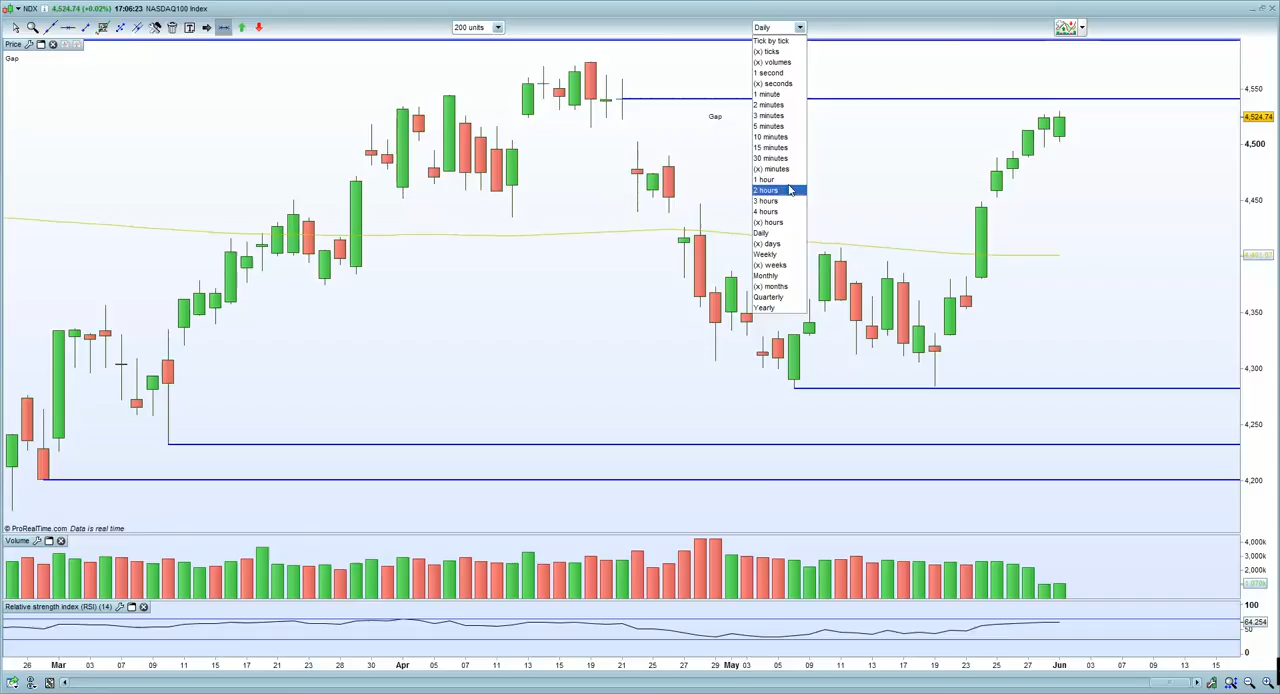 NDX 4,524.74 (+0.02%) 17:06:23 NASDAQ100 Index
200 units
Daily
Price
Gap
Tick by tick
(x) ticks
(x) volumes
1 second
(x) seconds
1 minute
2 minutes
3 minutes
5 minutes
10 minutes
15 minutes
30 minutes
(x) minutes
1 hour
2 hours
3 hours
4 hours
(x) hours
Daily
(x) days
Weekly
(x) weeks
Monthly
(x) months
Quarterly
Yearly
Gap
4,550
4,524.74
4,500
4,450
4,350
4,300
4,250
4,200
© ProRealTime.com Data is real time
Volume
4,000k
3,000k
2,000k
Relative strength index (RSI) (14)
100
64.254
50
0
26 Mar 03 07 09 11 15 17 21 23 28 30 Apr 05 07 11 13 15 19 21 25 27 May 03 05 09 11 13 17 19 23 25 27 Jun 03 07 09 13 15